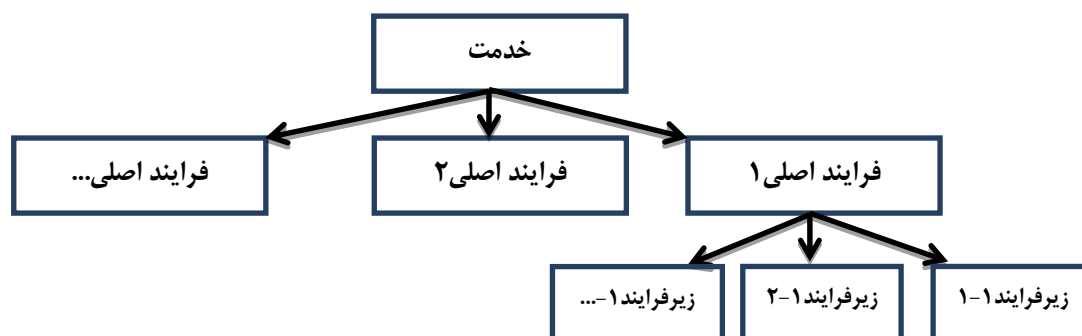 خدمت
فرایند اصلی۱
فرایند اصلی۲
فرایند اصلی...
زیرفرایند۱-۱
زیرفرایند۱-۲
زیرفرایند۱-...